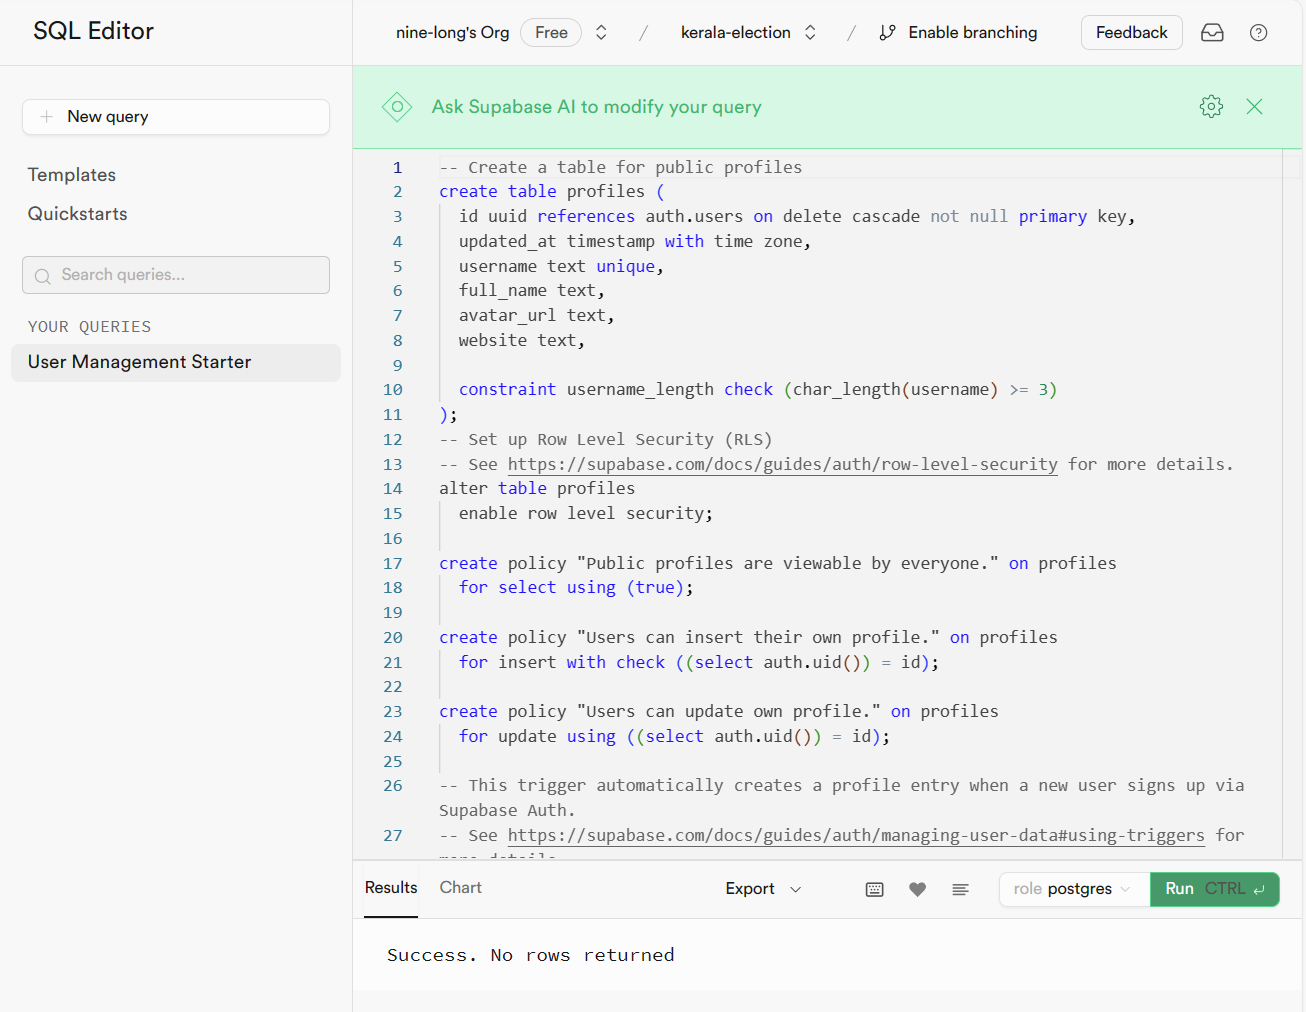 SQL Editor
nine-long's Org Free / kerala-election / Enable branching Feedback
New query
Templates
Quickstarts
Search queries...
YOUR QUERIES
User Management Starter
Ask Supabase AI to modify your query
1 -- Create a table for public profiles
2 create table profiles (
3 id uuid references auth.users on delete cascade not null primary key,
4 updated_at timestamp with time zone,
5 username text unique,
6 full_name text,
7 avatar_url text,
8 website text,
9
10 constraint username_length check (char_length(username) >= 3)
11 );
12 -- Set up Row Level Security (RLS)
13 -- See https://supabase.com/docs/guides/auth/row-level-security for more details.
14 alter table profiles
15 enable row level security;
16
17 create policy "Public profiles are viewable by everyone." on profiles
18 for select using (true);
19
20 create policy "Users can insert their own profile." on profiles
21 for insert with check ((select auth.uid()) = id);
22
23 create policy "Users can update own profile." on profiles
24 for update using ((select auth.uid()) = id);
25
26 -- This trigger automatically creates a profile entry when a new user signs up via
Supabase Auth.
27 -- See https://supabase.com/docs/guides/auth/managing-user-data#using-triggers for
more details
Results Chart Export role postgres Run CTRL
Success. No rows returned